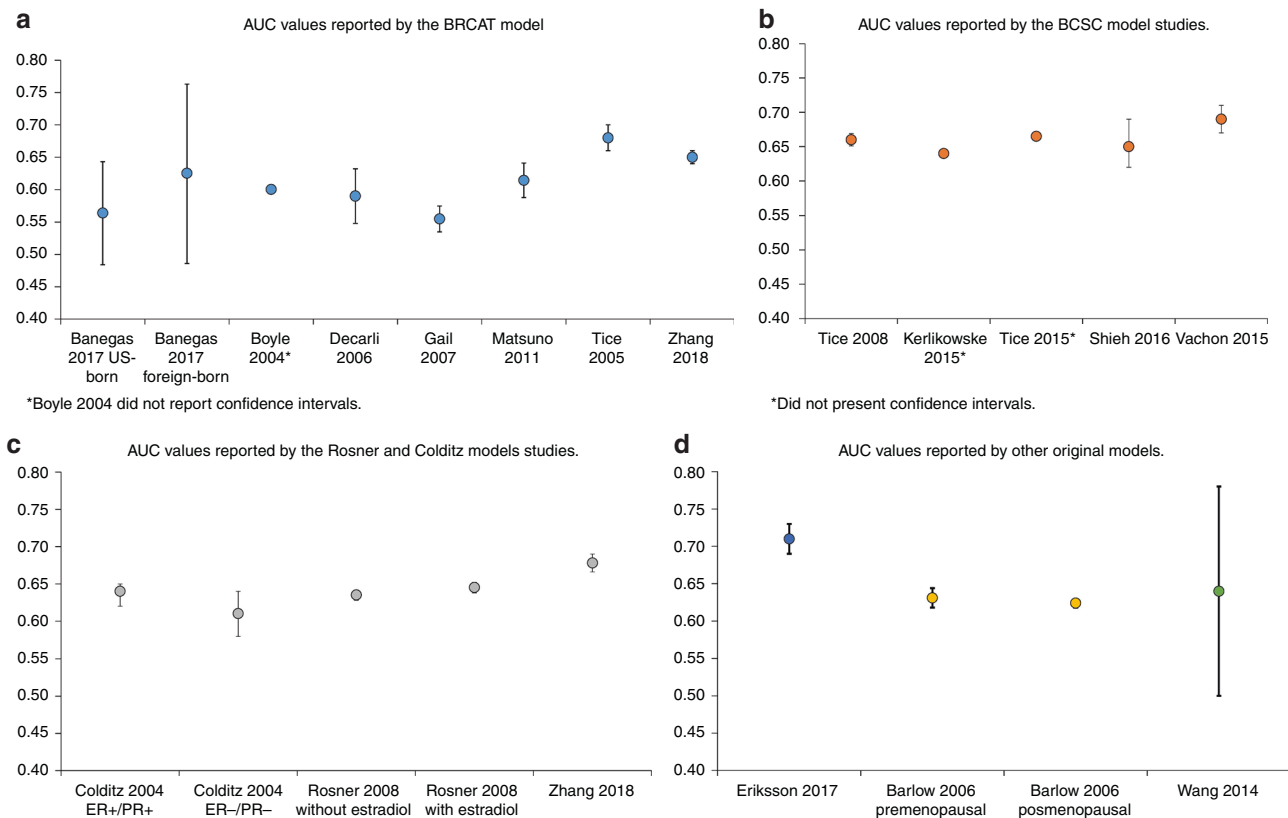 a
AUC values reported by the BRCAT model
0.80
0.75
0.70
0.65
0.60
0.55
0.50
0.45
0.40
Banegas
2017 US-
born
Banegas
2017
foreign-born
Boyle
2004*
Decarli
2006
Gail
2007
Matsuno
2011
Tice
2005
Zhang
2018
*Boyle 2004 did not report confidence intervals.
b
AUC values reported by the BCSC model studies.
0.80
0.75
0.70
0.65
0.60
0.55
0.50
0.45
0.40
Tice 2008
Kerlikowske
2015*
Tice 2015*
Shieh 2016
Vachon 2015
*Did not present confidence intervals.
c
AUC values reported by the Rosner and Colditz models studies.
0.80
0.75
0.70
0.65
0.60
0.55
0.50
0.45
0.40
Colditz 2004
ER+/PR+
Colditz 2004
ER–/PR–
Rosner 2008
without estradiol
Rosner 2008
with estradiol
Zhang 2018
d
AUC values reported by other original models.
0.80
0.75
0.70
0.65
0.60
0.55
0.50
0.45
0.40
Eriksson 2017
Barlow 2006
premenopausal
Barlow 2006
posmenopausal
Wang 2014